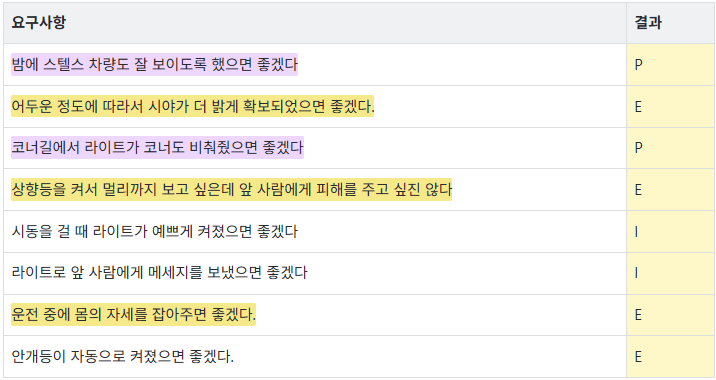 요구사항 결과
밤에 스텔스 차량도 잘 보이도록 했으면 좋겠다 P
어두운 정도에 따라서 시야가 더 밝게 확보되었으면 좋겠다. E
코너길에서 라이트가 코너도 비춰줬으면 좋겠다 P
상향등을 켜서 멀리까지 보고 싶은데 앞 사람에게 피해를 주고 싶진 않다 E
시동을 걸 때 라이트가 예쁘게 켜졌으면 좋겠다 I
라이트로 앞 사람에게 메세지를 보냈으면 좋겠다 I
운전 중에 몸의 자세를 잡아주면 좋겠다. E
안개등이 자동으로 켜졌으면 좋겠다. E